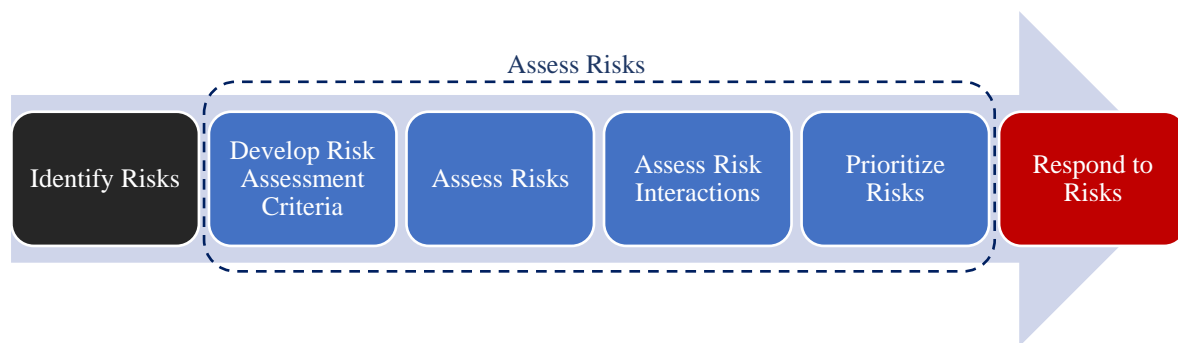 Assess Risks
Identify Risks
Develop Risk
Assessment
Criteria
Assess Risks
Assess Risk
Interactions
Prioritize
Risks
Respond to
Risks